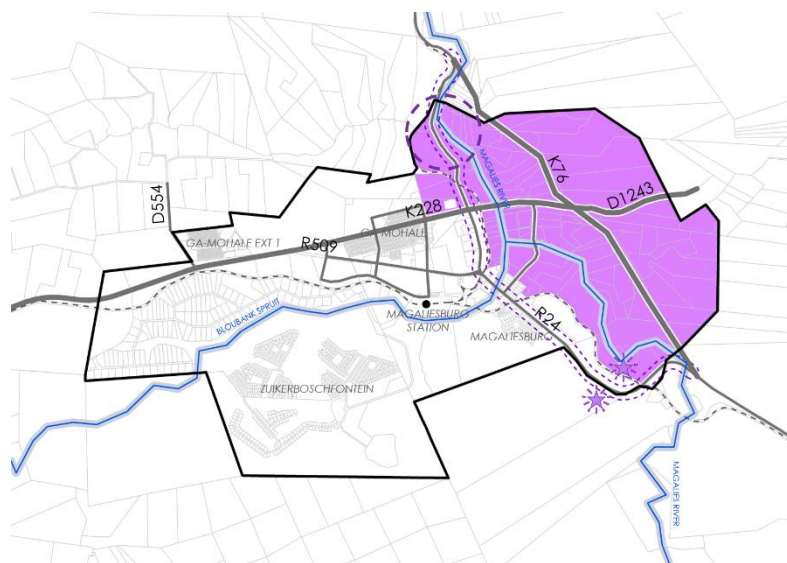 K76
D1243
MAGALIES RIVER
D554
K228
GA-MOHALE
GA-MOHALE EXT 1
R509
BLOUBANK SPRUIT
MAGALIESBURG
STATION
MAGALIESBURG
R24
ZUIKERBOSCHFONTEIN
MAGALIES RIVER